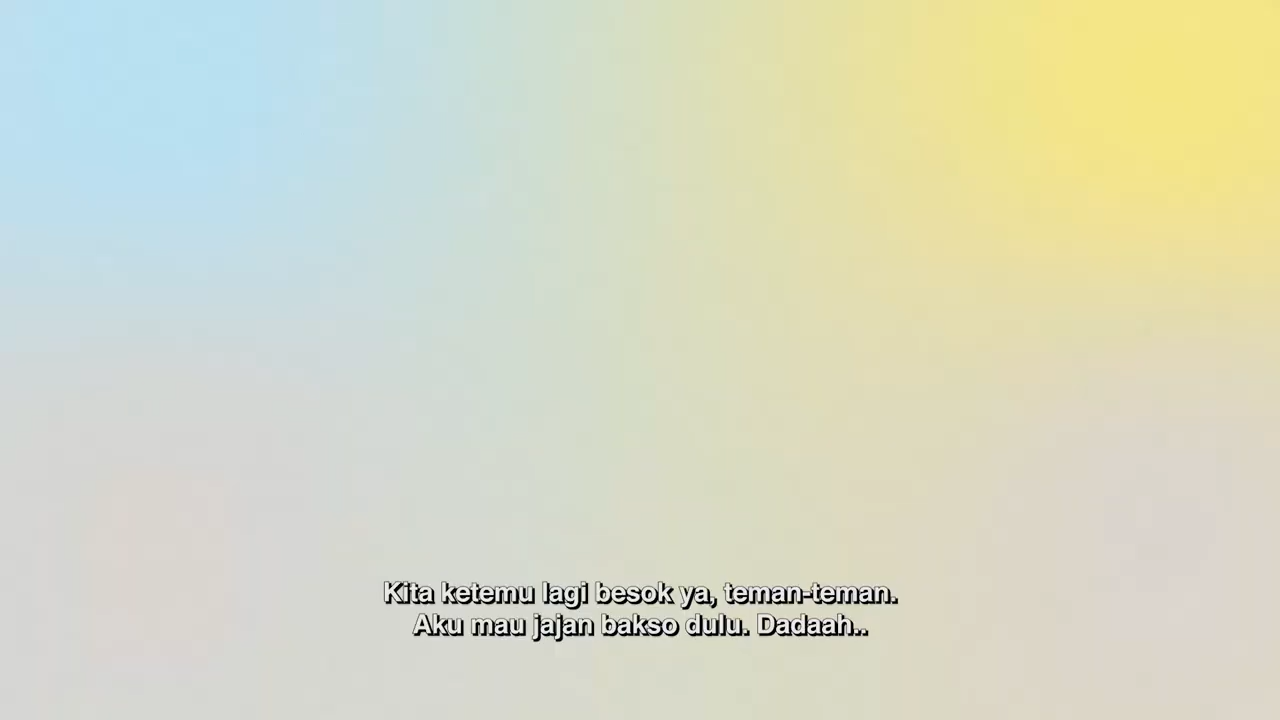 Kita ketemu lagi besok ya, teman-teman.
Aku mau jajan bakso dulu. Dadaah..